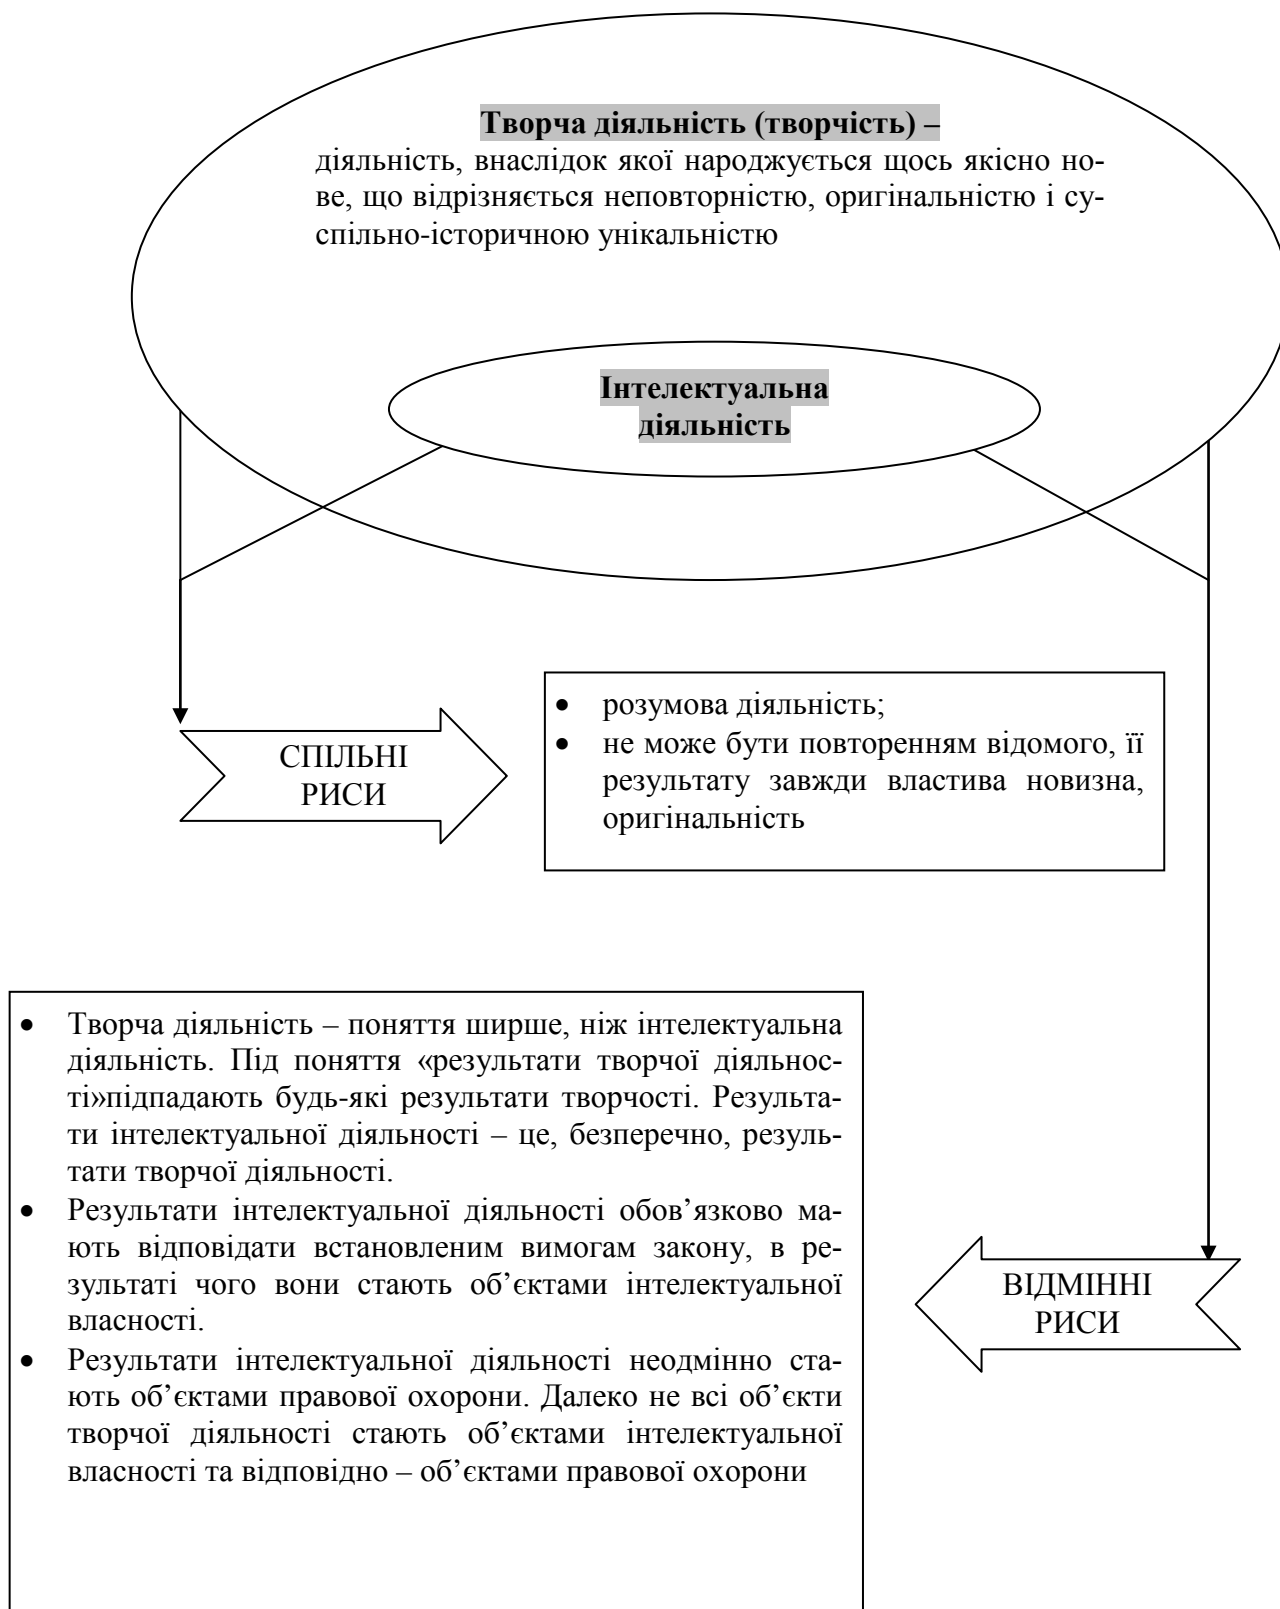 Творча діяльність (творчість) –
діяльність, внаслідок якої народжується щось якісно но-
ве, що відрізняється неповторністю, оригінальністю і су-
спільно-історичною унікальністю
Інтелектуальна
діяльність
СПІЛЬНІ
РИСИ
• розумова діяльність;
• не може бути повторенням відомого, її
результату завжди властива новизна,
оригінальність
• Творча діяльність – поняття ширше, ніж інтелектуальна
діяльність. Під поняття «результати творчої діяльнос-
ті»підпадають будь-які результати творчості. Результа-
ти інтелектуальної діяльності – це, безперечно, резуль-
тати творчої діяльності.
• Результати інтелектуальної діяльності обов’язково ма-
ють відповідати встановленим вимогам закону, в ре-
зультаті чого вони стають об’єктами інтелектуальної
власності.
• Результати інтелектуальної діяльності неодмінно ста-
ють об’єктами правової охорони. Далеко не всі об’єкти
творчої діяльності стають об’єктами інтелектуальної
власності та відповідно – об’єктами правової охорони
ВІДМІННІ
РИСИ